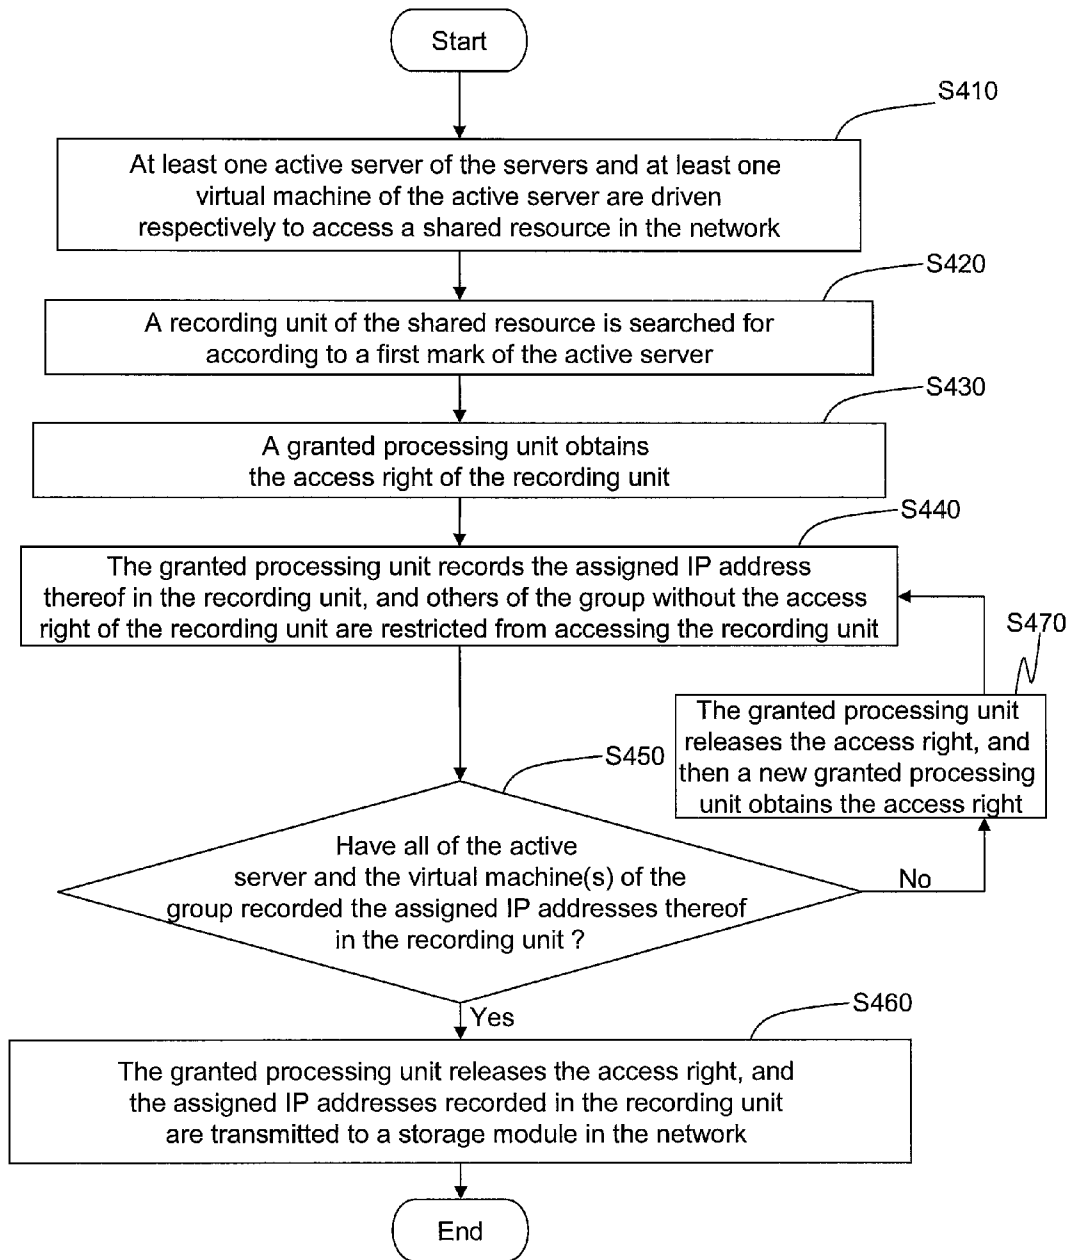 Start
S410
At least one active server of the servers and at least one
virtual machine of the active server are driven
respectively to access a shared resource in the network
S420
A recording unit of the shared resource is searched for
according to a first mark of the active server
S430
A granted processing unit obtains
the access right of the recording unit
S440
The granted processing unit records the assigned IP address
thereof in the recording unit, and others of the group without the access
right of the recording unit are restricted from accessing the recording unit
S470
The granted processing unit
releases the access right, and
then a new granted processing
unit obtains the access right
S450
Have all of the active
server and the virtual machine(s) of the
group recorded the assigned IP addresses thereof
in the recording unit ?
No
Yes
S460
The granted processing unit releases the access right, and
the assigned IP addresses recorded in the recording unit
are transmitted to a storage module in the network
End